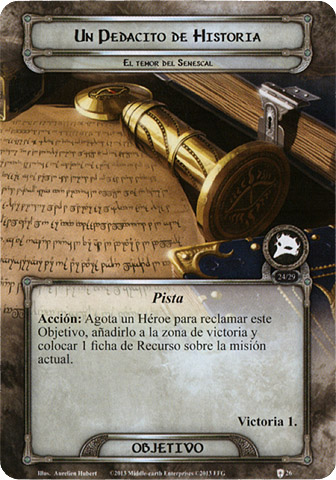 Un Pedacito de Historia
El temor del Senescal
24/29
Pista
Acción: Agota un Héroe para reclamar este
Objetivo, añadirlo a la zona de victoria y
colocar 1 ficha de Recurso sobre la misión
actual.
Victoria 1.
OBJETIVO
Illus. Aurelien Hubert ©2013 Middle-earth Enterprises ©2013 FFG 26